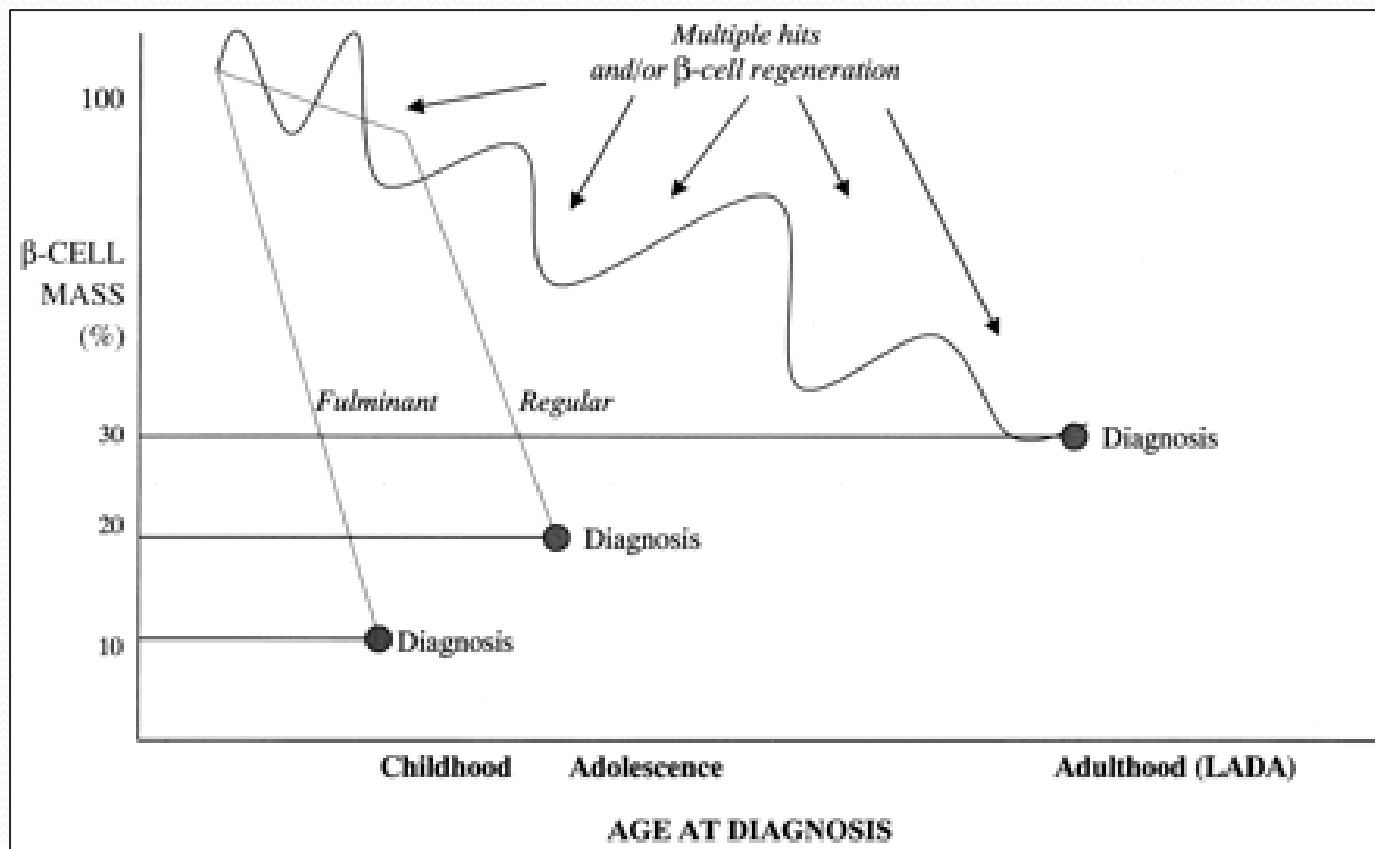 Multiple hits
and/or β-cell regeneration
100
β-CELL
MASS
(%)
Fulminant
Regular
30
Diagnosis
20
Diagnosis
10
Diagnosis
Childhood
Adolescence
Adulthood (LADA)
AGE AT DIAGNOSIS